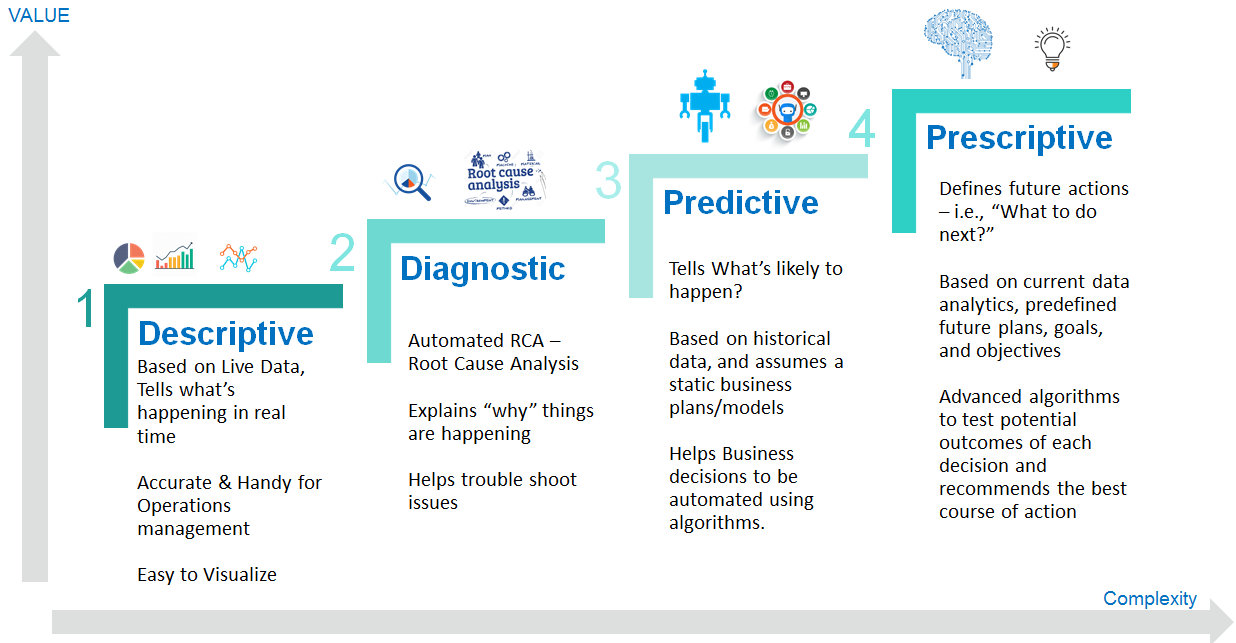 VALUE
1
Descriptive
Based on Live Data,
Tells what's
happening in real
time
Accurate & Handy for
Operations
management
Easy to Visualize
2
Root cause
analysis
MAN
MATERIAL
MANAGEMENT
Diagnostic
Automated RCA –
Root Cause Analysis
Explains “why” things
are happening
Helps trouble shoot
issues
3
Predictive
Tells What's likely to
happen?
Based on historical
data, and assumes a
static business
plans/models
Helps Business
decisions to be
automated using
algorithms.
4
Prescriptive
Defines future actions
– i.e., “What to do
next?”
Based on current data
analytics, predefined
future plans, goals,
and objectives
Advanced algorithms
to test potential
outcomes of each
decision and
recommends the best
course of action
Complexity